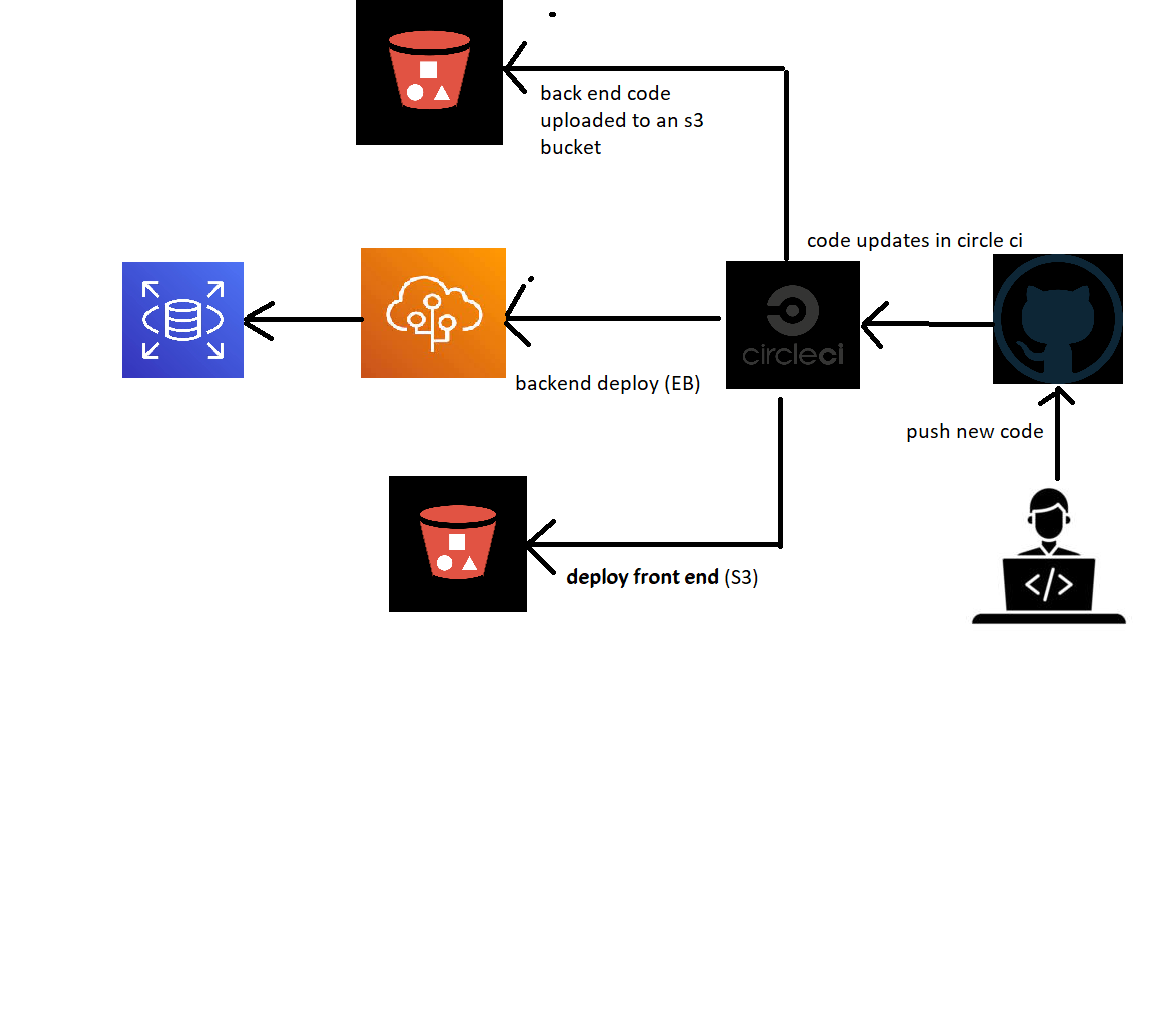 back end code
uploaded to an s3
bucket
code updates in circle ci
circleci
backend deploy (EB)
push new code
</>
deploy front end (S3)